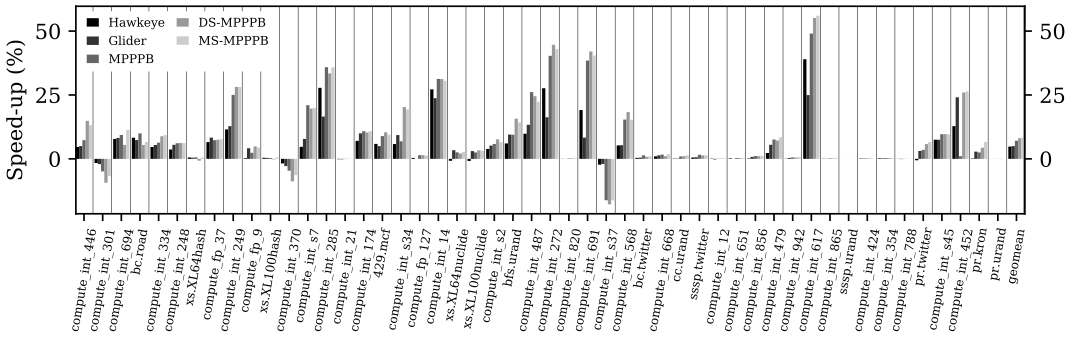 Speed-up (%)
50
25
0
50
25
0
Hawkeye
Glider
MPPPB
DS-MPPPB
MS-MPPPB
compute_int_446
compute_int_301
compute_int_694
bc.road
compute_int_334
compute_int_248
xs.XL64hash
compute_fp_37
compute_int_249
compute_fp_9
xs.XL100hash
compute_int_370
compute_int_s7
compute_int_285
compute_int_21
compute_int_174
429.mcf
compute_int_s34
compute_fp_127
compute_int_14
xs.XL64nuclide
xs.XL100nuclide
compute_int_s2
bfs.urand
compute_int_487
compute_int_272
compute_int_820
compute_int_691
compute_int_s37
compute_int_568
bc.twitter
compute_int_668
cc.urand
sssp.twitter
compute_int_12
compute_int_651
compute_int_856
compute_int_479
compute_int_942
compute_int_617
compute_int_865
sssp.urand
compute_int_424
compute_int_354
compute_int_788
pr.twitter
compute_int_s45
compute_int_452
pr.kron
pr.urand
geomean